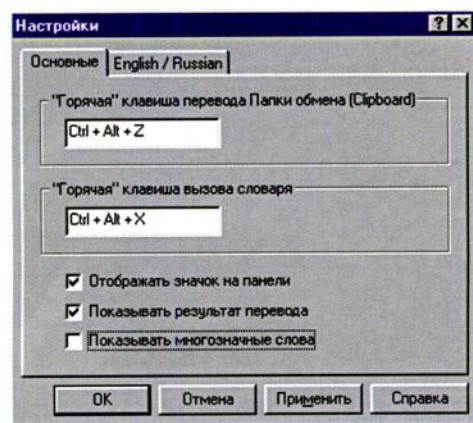 Настройки
Основные
English / Russian
"Горячая" клавиша перевода Папки обмена (Clipboard)
Ctrl + Alt + Z
"Горячая" клавиша вызова словаря
Ctrl + Alt + X
Отображать значок на панели
Показывать результат перевода
Показывать многозначные слова
OK
Отмена
Применить
Справка